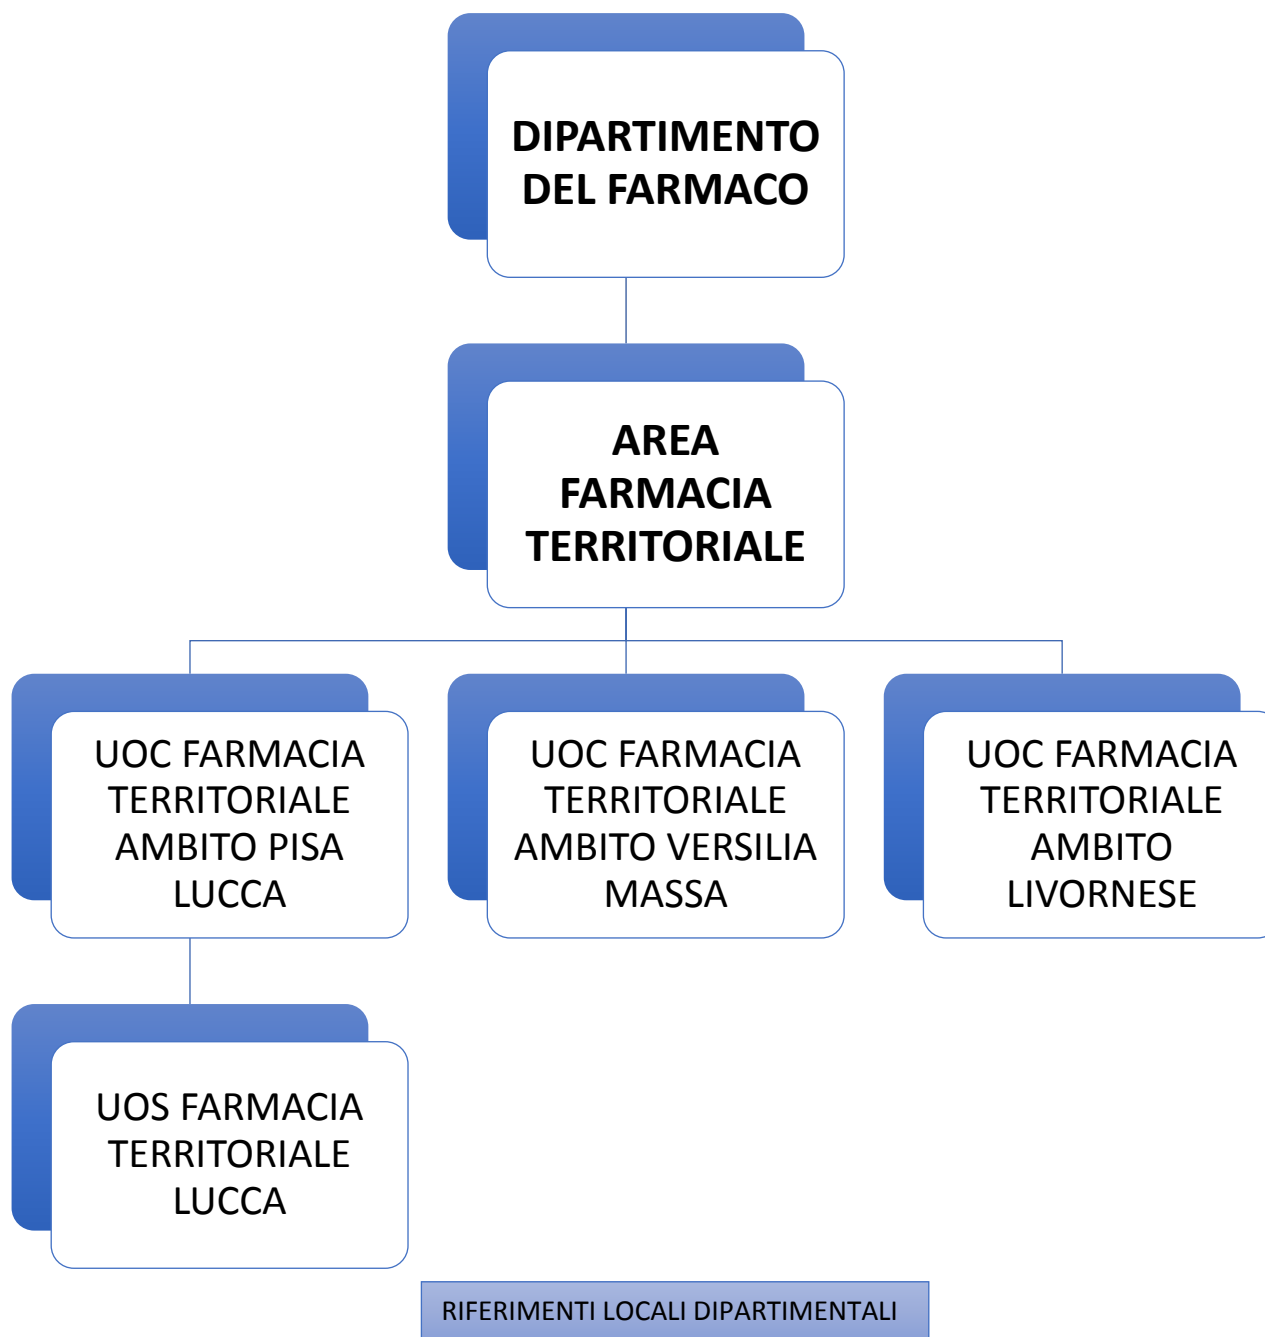 DIPARTIMENTO
DEL FARMACO
AREA
FARMACIA
TERRITORIALE
UOC FARMACIA
TERRITORIALE
AMBITO PISA
LUCCA
UOC FARMACIA
TERRITORIALE
AMBITO VERSILIA
MASSA
UOC FARMACIA
TERRITORIALE
AMBITO
LIVORNESE
UOS FARMACIA
TERRITORIALE
LUCCA
RIFERIMENTI LOCALI DIPARTIMENTALI